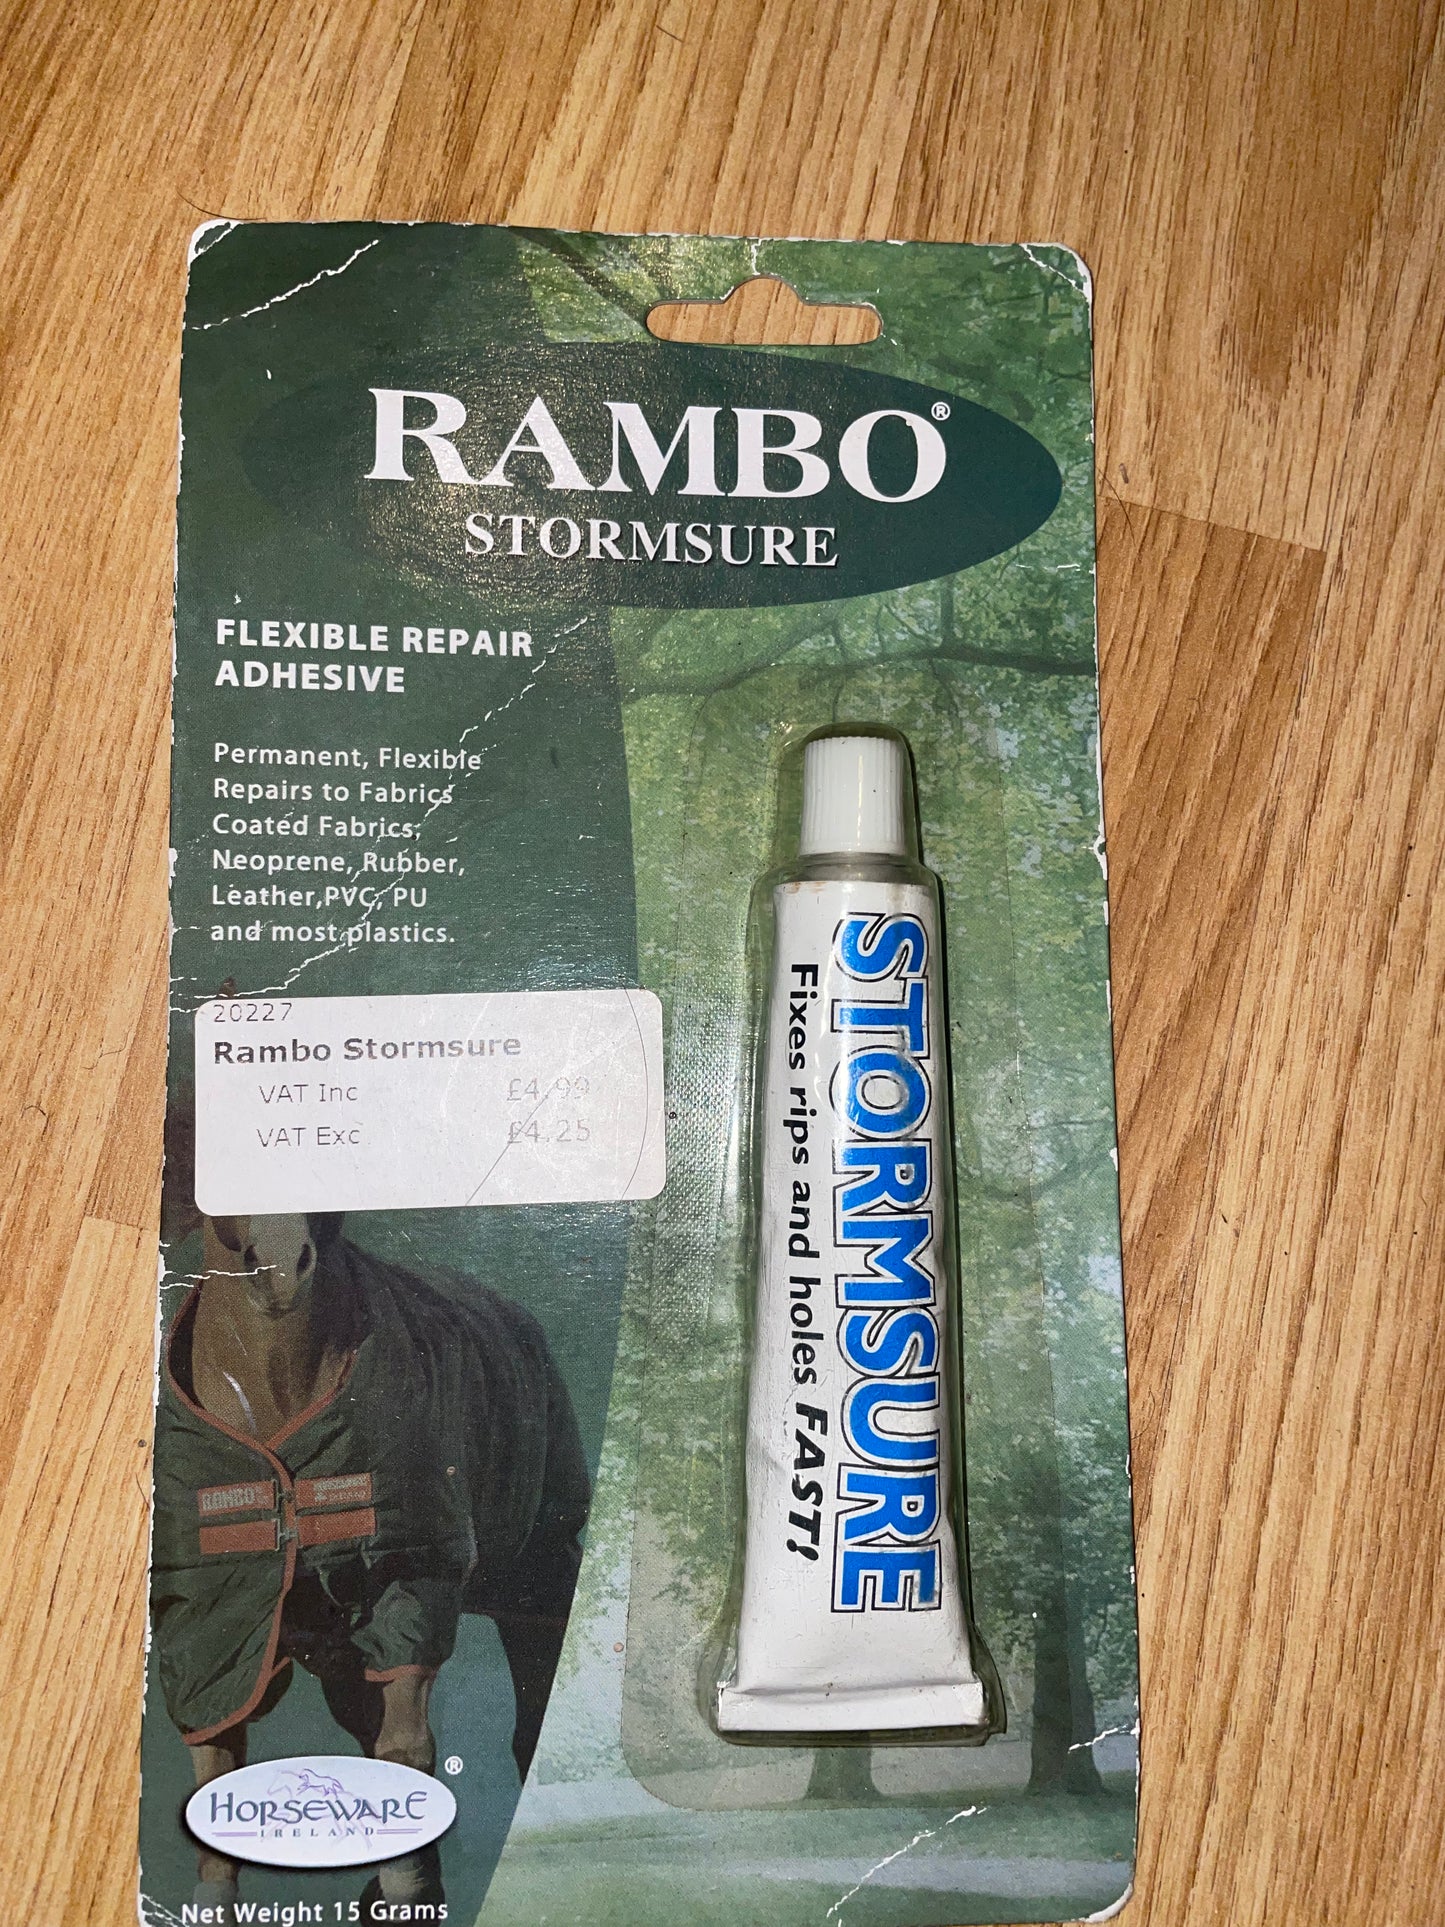 RAMBO®
STORMSURE
FLEXIBLE REPAIR
ADHESIVE
Permanent, Flexible
Repairs to Fabrics
Coated Fabrics,
Neoprene, Rubber,
Leather,PVC, PU
and most plastics.
20227
Rambo Stormsure
VAT Inc £4.99
VAT Exc £4.25
STORMSURE
Fixes rips and holes FAST!
RAMBO
HORSEWARE®
IRELAND
Net Weight 15 Grams